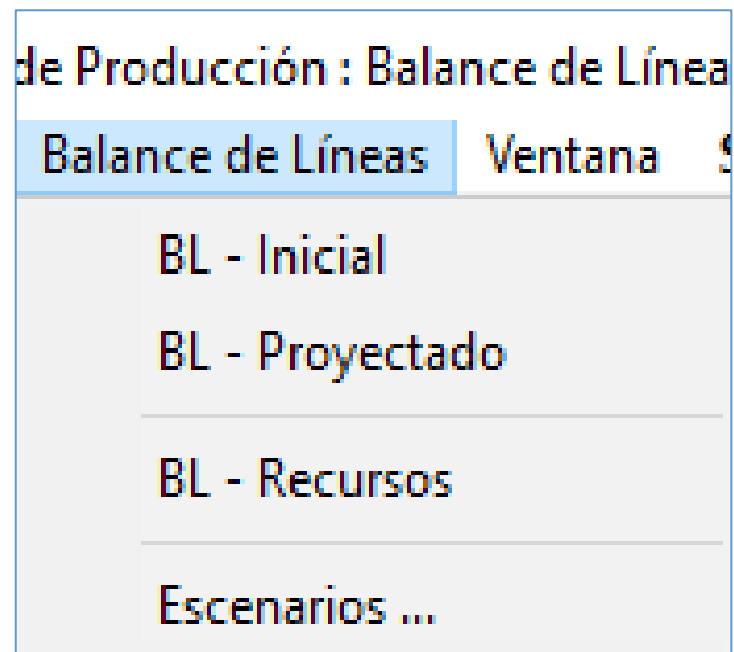 de Producción : Balance de Línea
Balance de Líneas Ventana
BL - Inicial
BL - Proyectado
BL - Recursos
Escenarios ...